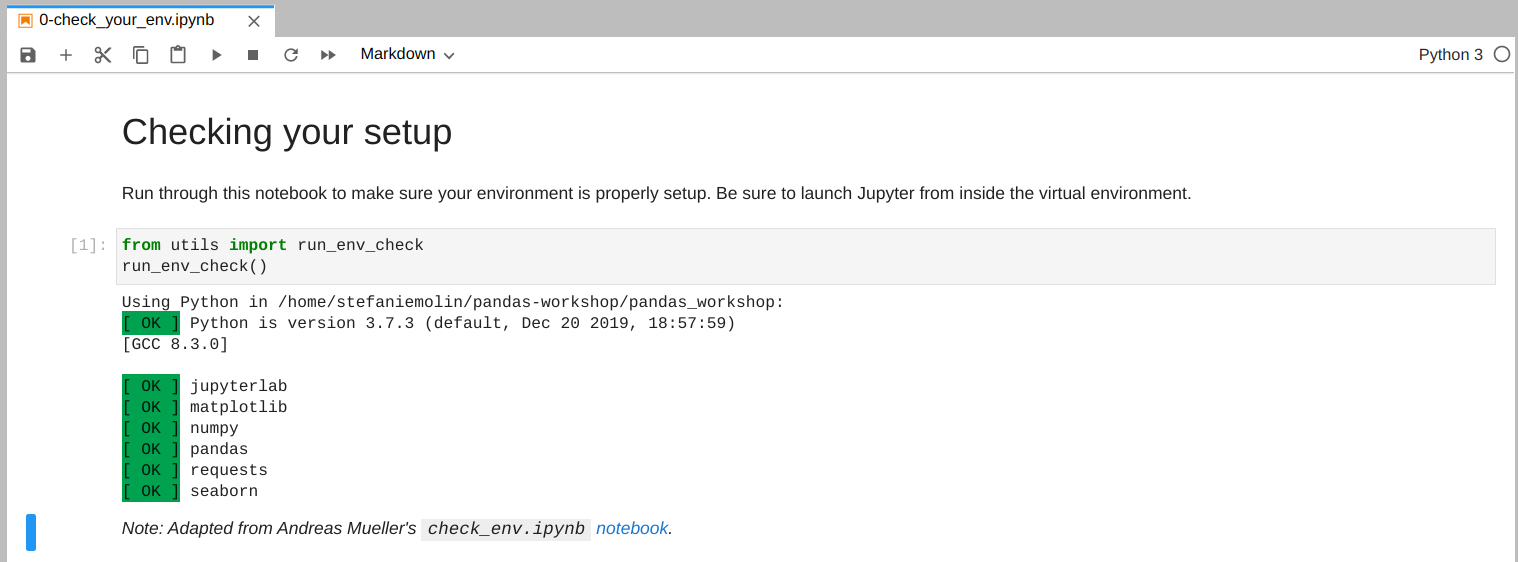 0-check_your_env.ipynb
Markdown
Python 3
Checking your setup
Run through this notebook to make sure your environment is properly setup. Be sure to launch Jupyter from inside the virtual environment.
[1]: from utils import run_env_check
run_env_check()
Using Python in /home/stefaniemolin/pandas-workshop/pandas_workshop:
[ OK ] Python is version 3.7.3 (default, Dec 20 2019, 18:57:59)
[GCC 8.3.0]
[ OK ] jupyterlab
[ OK ] matplotlib
[ OK ] numpy
[ OK ] pandas
[ OK ] requests
[ OK ] seaborn
Note: Adapted from Andreas Mueller's check_env.ipynb notebook.